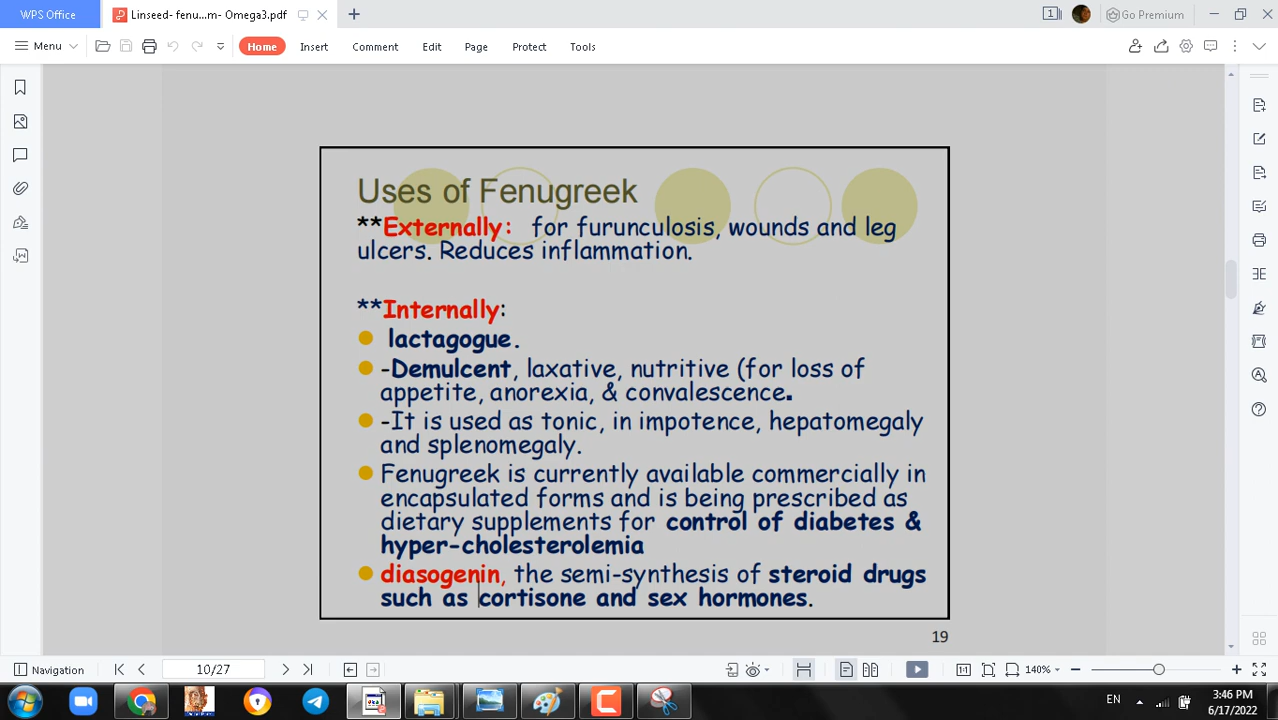 WPS Office
Linseed- fenu...m- Omega3.pdf
Go Premium
Menu
Home Insert Comment Edit Page Protect Tools
Uses of Fenugreek
**Externally: for furunculosis, wounds and leg
ulcers. Reduces inflammation.
**Internally:
lactagogue.
-Demulcent, laxative, nutritive (for loss of
appetite, anorexia, & convalescence.
-It is used as tonic, in impotence, hepatomegaly
and splenomegaly.
Fenugreek is currently available commercially in
encapsulated forms and is being prescribed as
dietary supplements for control of diabetes &
hyper-cholesterolemia
diasogenin, the semi-synthesis of steroid drugs
such as cortisone and sex hormones.
19
Navigation 10/27 140%
EN 3:46 PM
6/17/2022